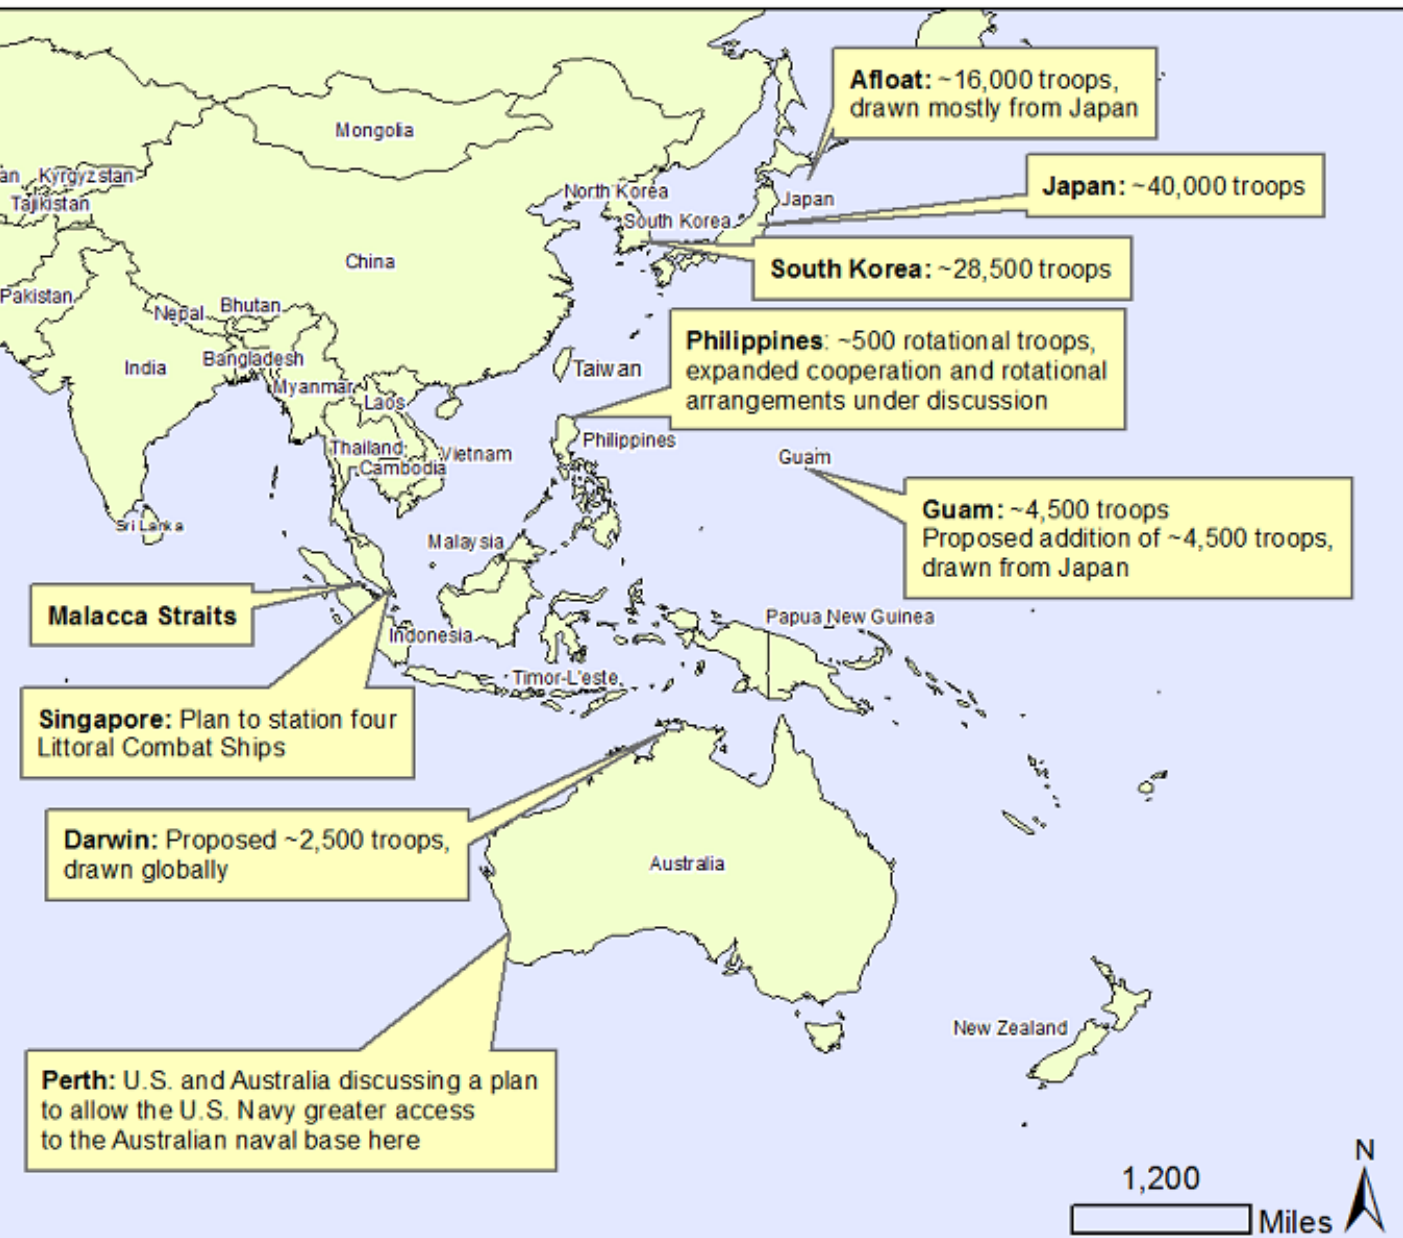 Afloat: ~16,000 troops,
drawn mostly from Japan
Mongolia
Japan: ~40,000 troops
an
Kyrgyzstan
Tajikistan
North Korea
Japan
South Korea
China
South Korea: ~28,500 troops
Pakistan
Nepal
Bhutan
Philippines: ~500 rotational troops,
expanded cooperation and rotational
arrangements under discussion
India
Bangladesh
Taiwan
Myanmar
Laos
Thailand
Vietnam
Cambodia
Philippines
Guam
Guam: ~4,500 troops
Proposed addition of ~4,500 troops,
drawn from Japan
Sri Lanka
Malaysia
Malacca Straits
Indonesia
Papua New Guinea
Timor-L'este
Singapore: Plan to station four
Littoral Combat Ships
Darwin: Proposed ~2,500 troops,
drawn globally
Australia
New Zealand
Perth: U.S. and Australia discussing a plan
to allow the U.S. Navy greater access
to the Australian naval base here
N
1,200
Miles